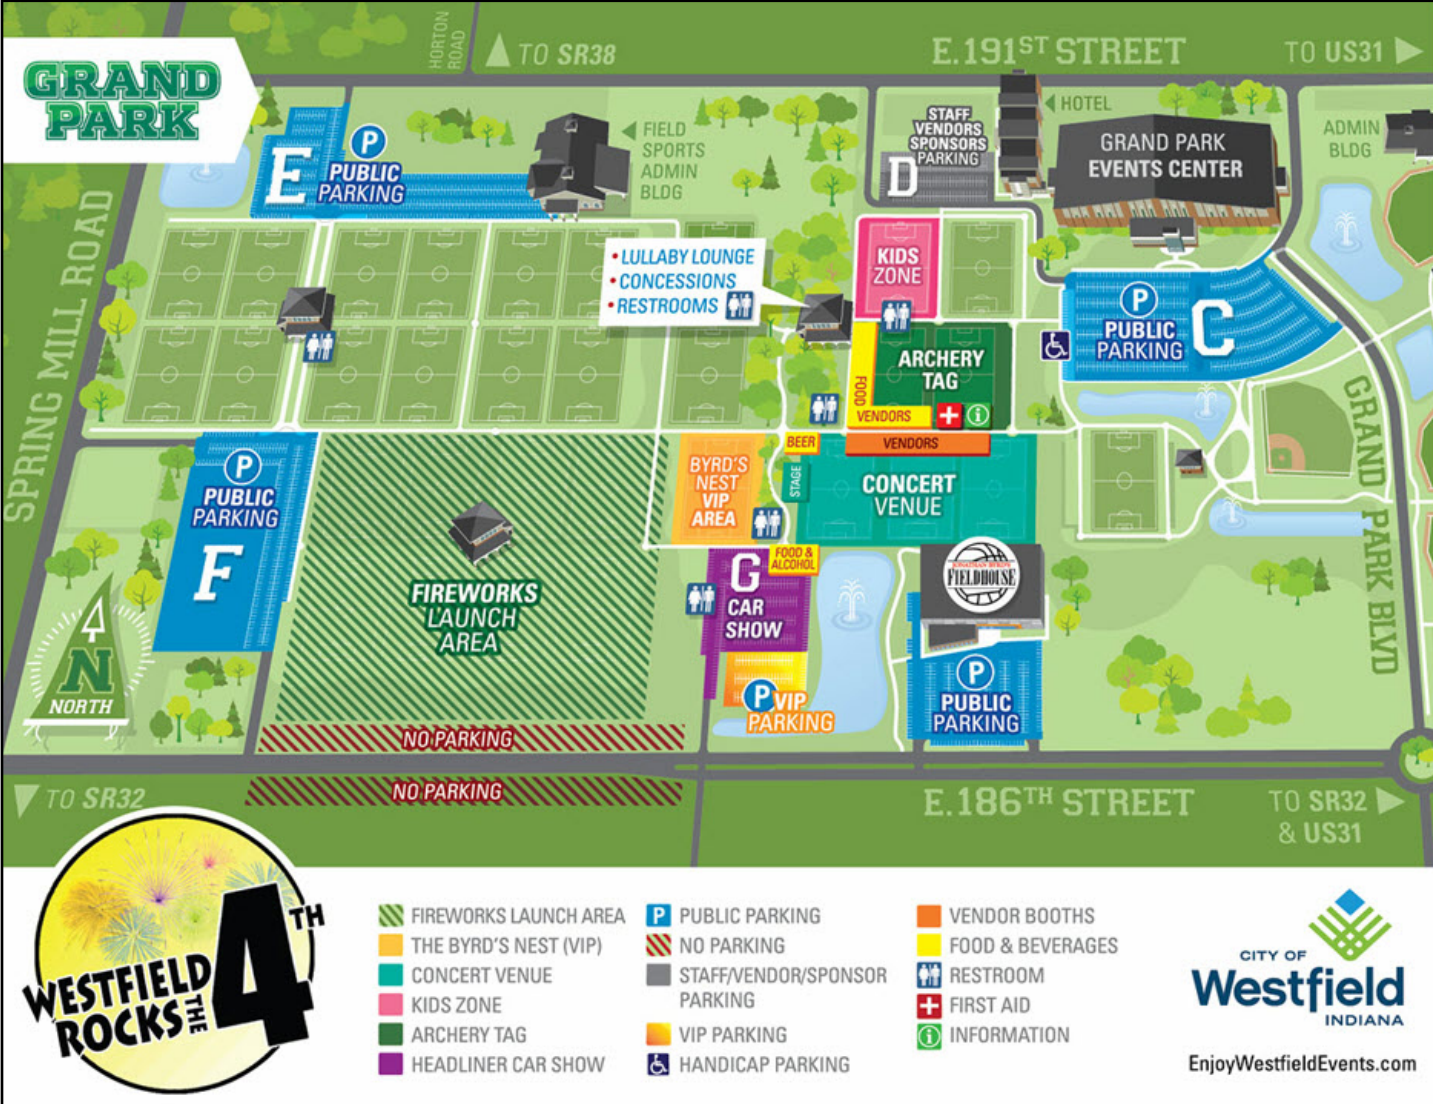 GRAND
PARK
HORTON
ROAD
TO SR38
E. 191ST STREET
TO US31
HOTEL
STAFF
VENDORS
SPONSORS
PARKING
D
GRAND PARK
EVENTS CENTER
ADMIN
BLDG
E
P
PUBLIC
PARKING
FIELD
SPORTS
ADMIN
BLDG
SPRING MILL ROAD
• LULLABY LOUNGE
• CONCESSIONS
• RESTROOMS
KIDS
ZONE
P
PUBLIC
PARKING
C
ARCHERY
TAG
FOOD
VENDORS
BEER
VENDORS
GRAND PARK BLVD
P
PUBLIC
PARKING
F
BYRD'S
NEST
VIP
AREA
STAGE
CONCERT
VENUE
FOOD &
ALCOHOL
JONATHAN BYRD'S
FIELDHOUSE
G
CAR
SHOW
FIREWORKS
LAUNCH
AREA
N
NORTH
P VIP
PARKING
P
PUBLIC
PARKING
NO PARKING
NO PARKING
TO SR32
E. 186TH STREET
TO SR32
& US31
WESTFIELD
ROCKS
THE
4TH
FIREWORKS LAUNCH AREA
THE BYRD'S NEST (VIP)
CONCERT VENUE
KIDS ZONE
ARCHERY TAG
HEADLINER CAR SHOW
P PUBLIC PARKING
NO PARKING
STAFF/VENDOR/SPONSOR
PARKING
VIP PARKING
HANDICAP PARKING
VENDOR BOOTHS
FOOD & BEVERAGES
RESTROOM
FIRST AID
INFORMATION
CITY OF
Westfield
INDIANA
EnjoyWestfieldEvents.com